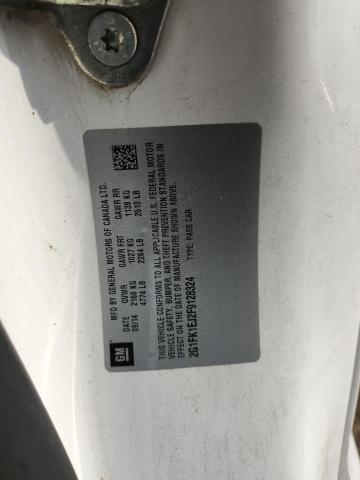 MFD BY GENERAL MOTORS OF CANADA LTD.
DATE GVWR GAWR FRT GAWR RR
09/14 2166 KG 1027 KG 1139 KG
4774 LB 2264 LB 2510 LB
THIS VEHICLE CONFORMS TO ALL APPLICABLE U.S. FEDERAL MOTOR
VEHICLE SAFETY, BUMPER, AND THEFT PREVENTION STANDARDS IN
EFFECT ON THE DATE OF MANUFACTURE SHOWN ABOVE.
2G1FK1EJ2F9128324 TYPE: PASS CAR
GM